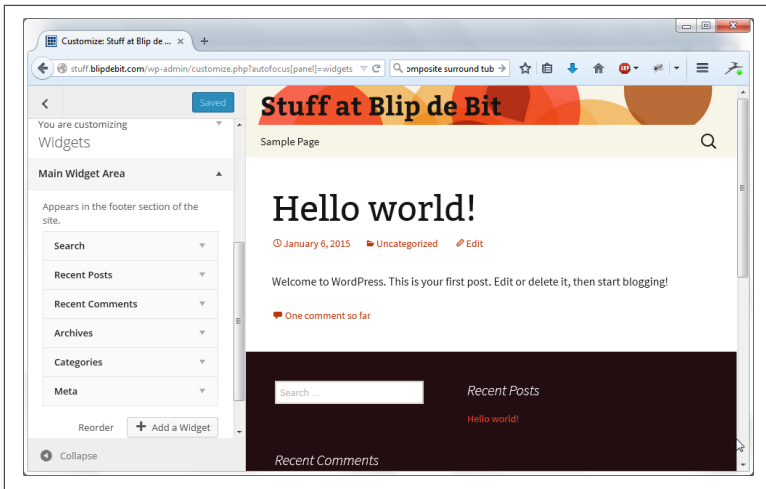 Customize: Stuff at Blip de ... × +
stuff.blipdebit.com/wp-admin/customize.php?autofocus[panel]=widgets
omposite surround tub
Saved
You are customizing
Widgets
Main Widget Area
Appears in the footer section of the
site.
Search
Recent Posts
Recent Comments
Archives
Categories
Meta
Reorder + Add a Widget
Collapse
Stuff at Blip de Bit
Sample Page
Hello world!
January 6, 2015 Uncategorized Edit
Welcome to WordPress. This is your first post. Edit or delete it, then start blogging!
One comment so far
Search ...
Recent Posts
Hello world!
Recent Comments